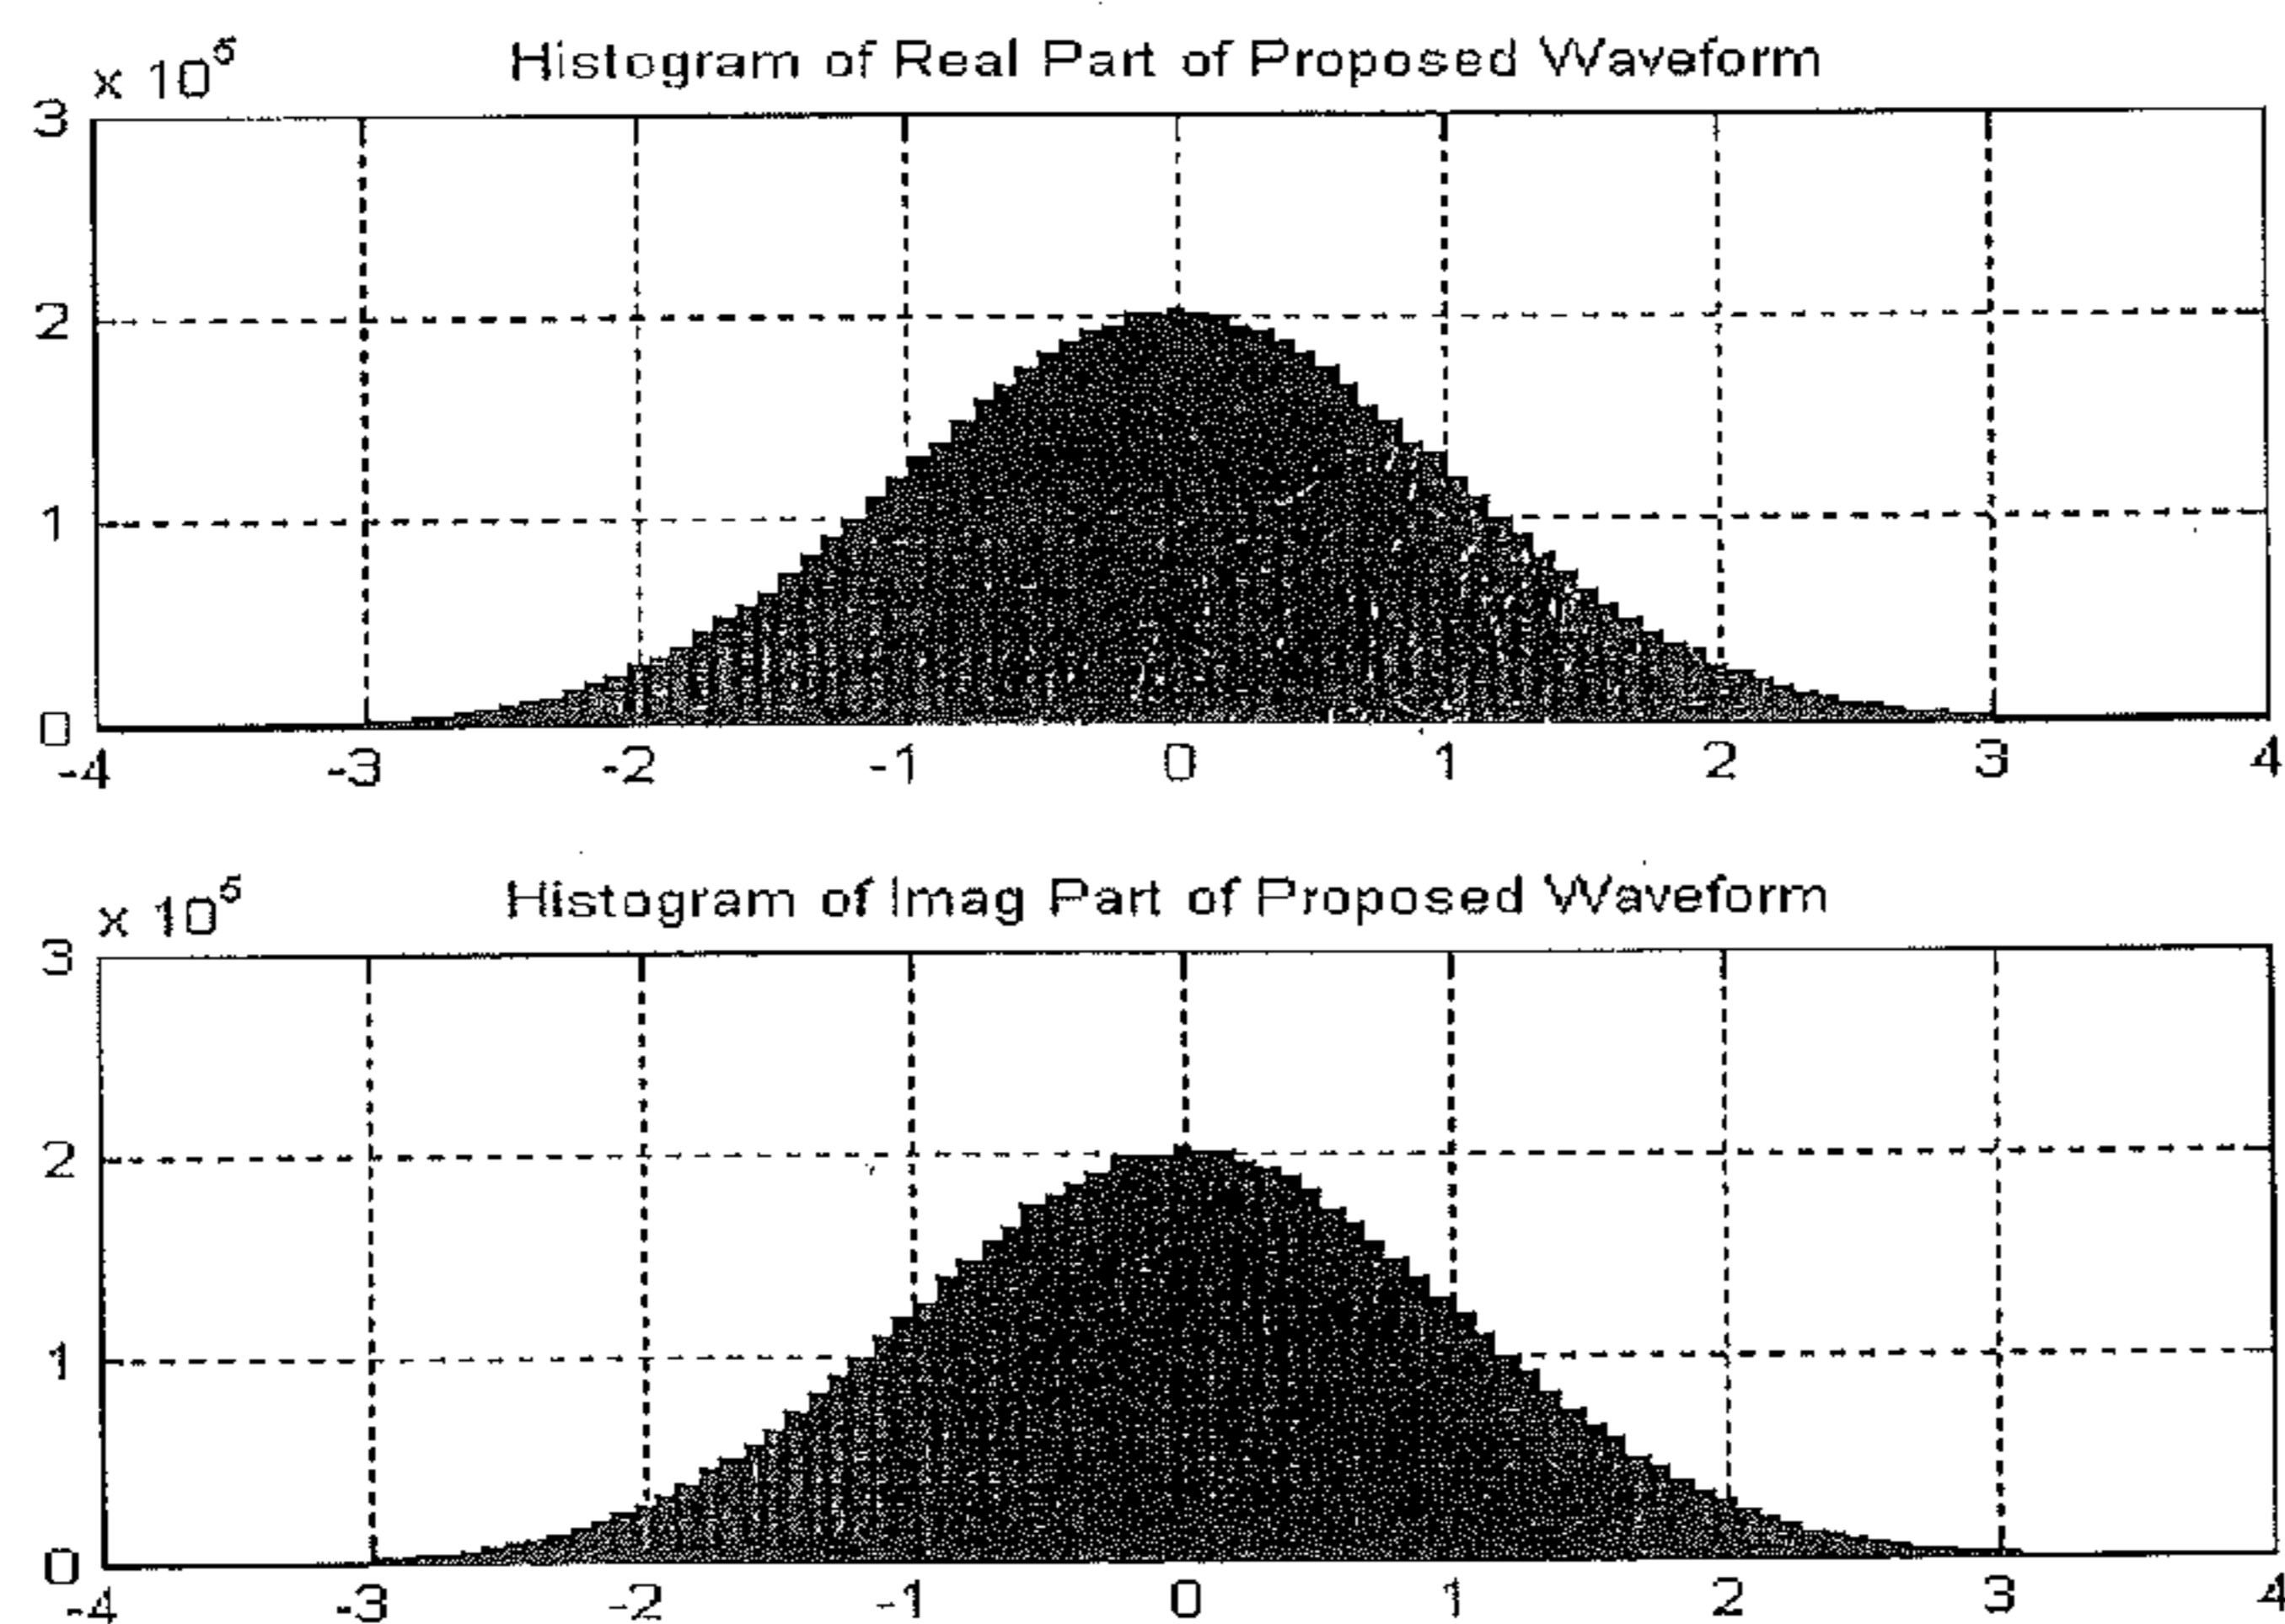 x 10^5
Histogram of Real Part of Proposed Waveform
3
2
1
0
-4 -3 -2 -1 0 1 2 3 4
x 10^5
Histogram of Imag Part of Proposed Waveform
3
2
1
0
-4 -3 -2 -1 0 1 2 3 4